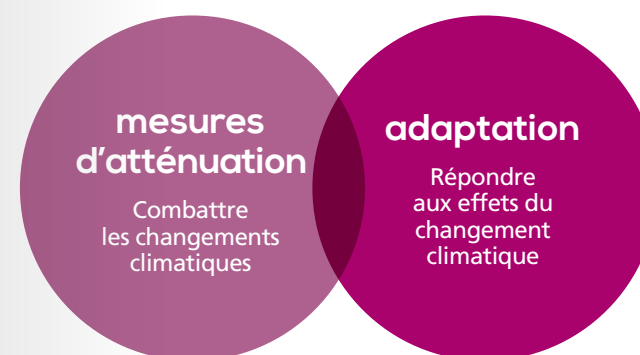 mesures
d'atténuation
Combattre
les changements
climatiques
adaptation
Répondre
aux effets du
changement
climatique